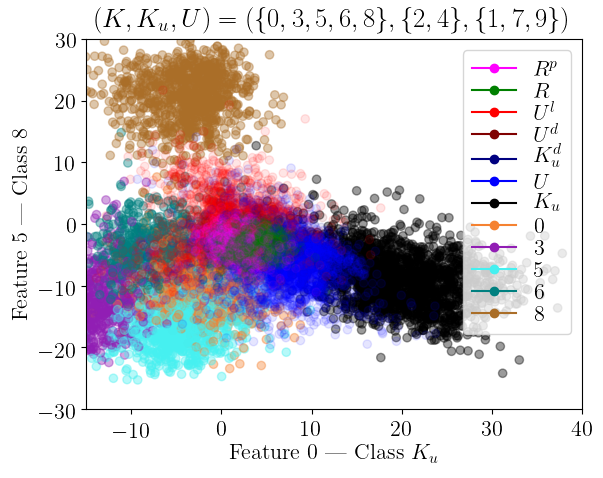 (K, K_u, U) = ({0, 3, 5, 6, 8}, {2, 4}, {1, 7, 9})
30
20
10
0
−10
−20
−30
Feature 5 — Class 8
−10
0
10
20
30
40
Feature 0 — Class K_u
R^p
R
U^l
U^d
K_u^d
U
K_u
0
3
5
6
8